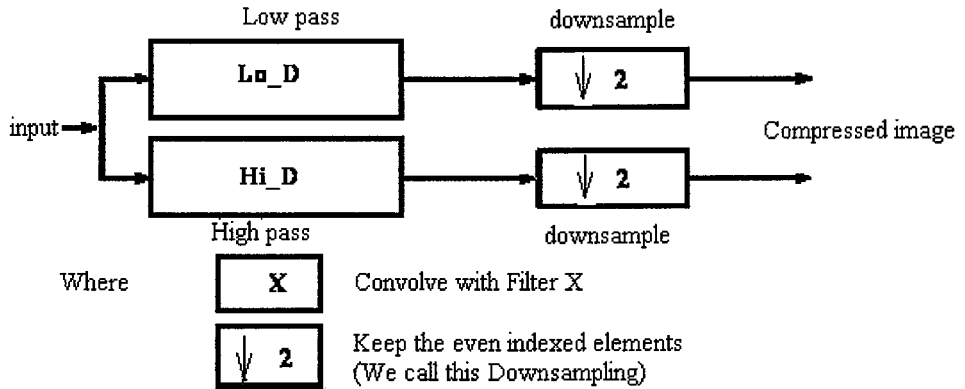 Low pass
downsample
Lo_D
↓ 2
input
Compressed image
Hi_D
↓ 2
High pass
downsample
Where
X
Convolve with Filter X
↓ 2
Keep the even indexed elements
(We call this Downsampling)